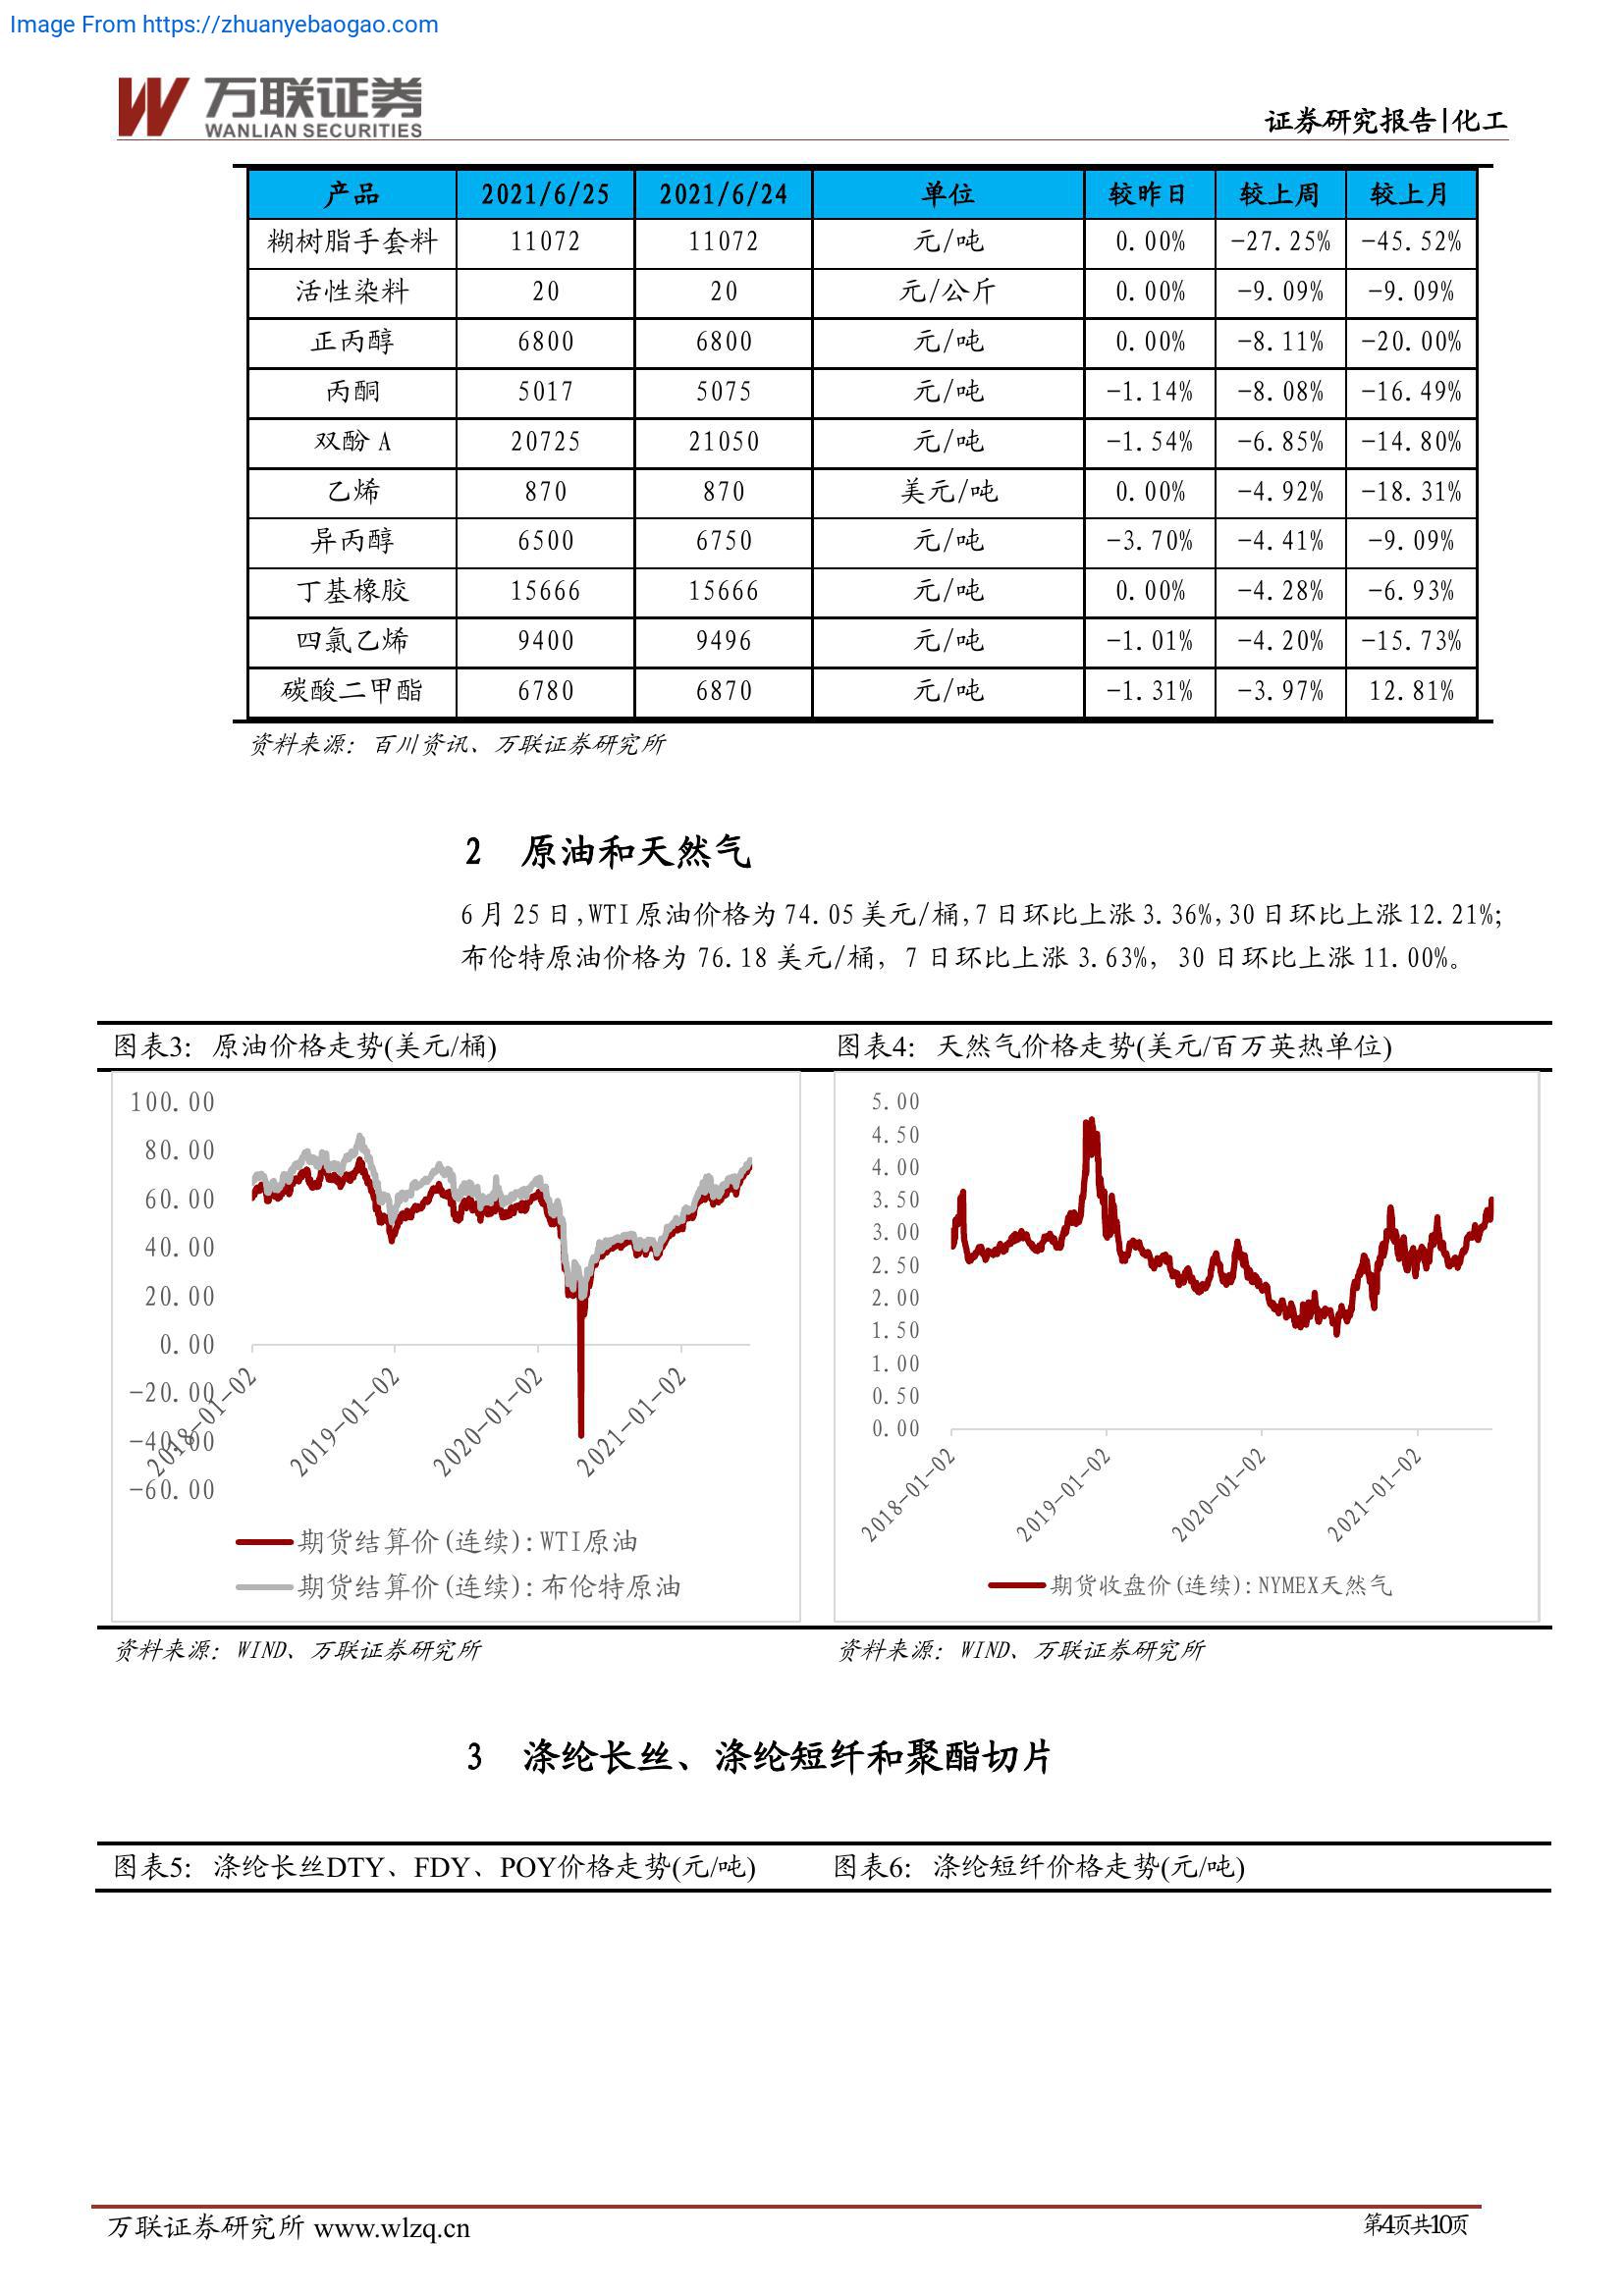 Image From https://zhuanyebaogao.com
万联证券
WANLIAN SECURITIES
证券研究报告|化工
产品 2021/6/25 2021/6/24 单位 较昨日 较上周 较上月
糊树脂手套料 11072 11072 元/吨 0.00% -27.25% -45.52%
活性染料 20 20 元/公斤 0.00% -9.09% -9.09%
正丙醇 6800 6800 元/吨 0.00% -8.11% -20.00%
丙酮 5017 5075 元/吨 -1.14% -8.08% -16.49%
双酚 A 20725 21050 元/吨 -1.54% -6.85% -14.80%
乙烯 870 870 美元/吨 0.00% -4.92% -18.31%
异丙醇 6500 6750 元/吨 -3.70% -4.41% -9.09%
丁基橡胶 15666 15666 元/吨 0.00% -4.28% -6.93%
四氯乙烯 9400 9496 元/吨 -1.01% -4.20% -15.73%
碳酸二甲酯 6780 6870 元/吨 -1.31% -3.97% 12.81%
资料来源：百川资讯、万联证券研究所
2 原油和天然气
6 月 25 日,WTI 原油价格为 74.05 美元/桶,7 日环比上涨 3.36%,30 日环比上涨 12.21%;
布伦特原油价格为 76.18 美元/桶，7 日环比上涨 3.63%，30 日环比上涨 11.00%。
图表3：原油价格走势(美元/桶)
100.00
80.00
60.00
40.00
20.00
0.00
-20.00
-40.00
-60.00
2018-01-02
2019-01-02
2020-01-02
2021-01-02
期货结算价(连续):WTI原油
期货结算价(连续):布伦特原油
资料来源：WIND、万联证券研究所
图表4：天然气价格走势(美元/百万英热单位)
5.00
4.50
4.00
3.50
3.00
2.50
2.00
1.50
1.00
0.50
0.00
2018-01-02
2019-01-02
2020-01-02
2021-01-02
期货收盘价(连续):NYMEX天然气
资料来源：WIND、万联证券研究所
3 涤纶长丝、涤纶短纤和聚酯切片
图表5：涤纶长丝DTY、FDY、POY价格走势(元/吨)
图表6：涤纶短纤价格走势(元/吨)
万联证券研究所 www.wlzq.cn
第4页共10页